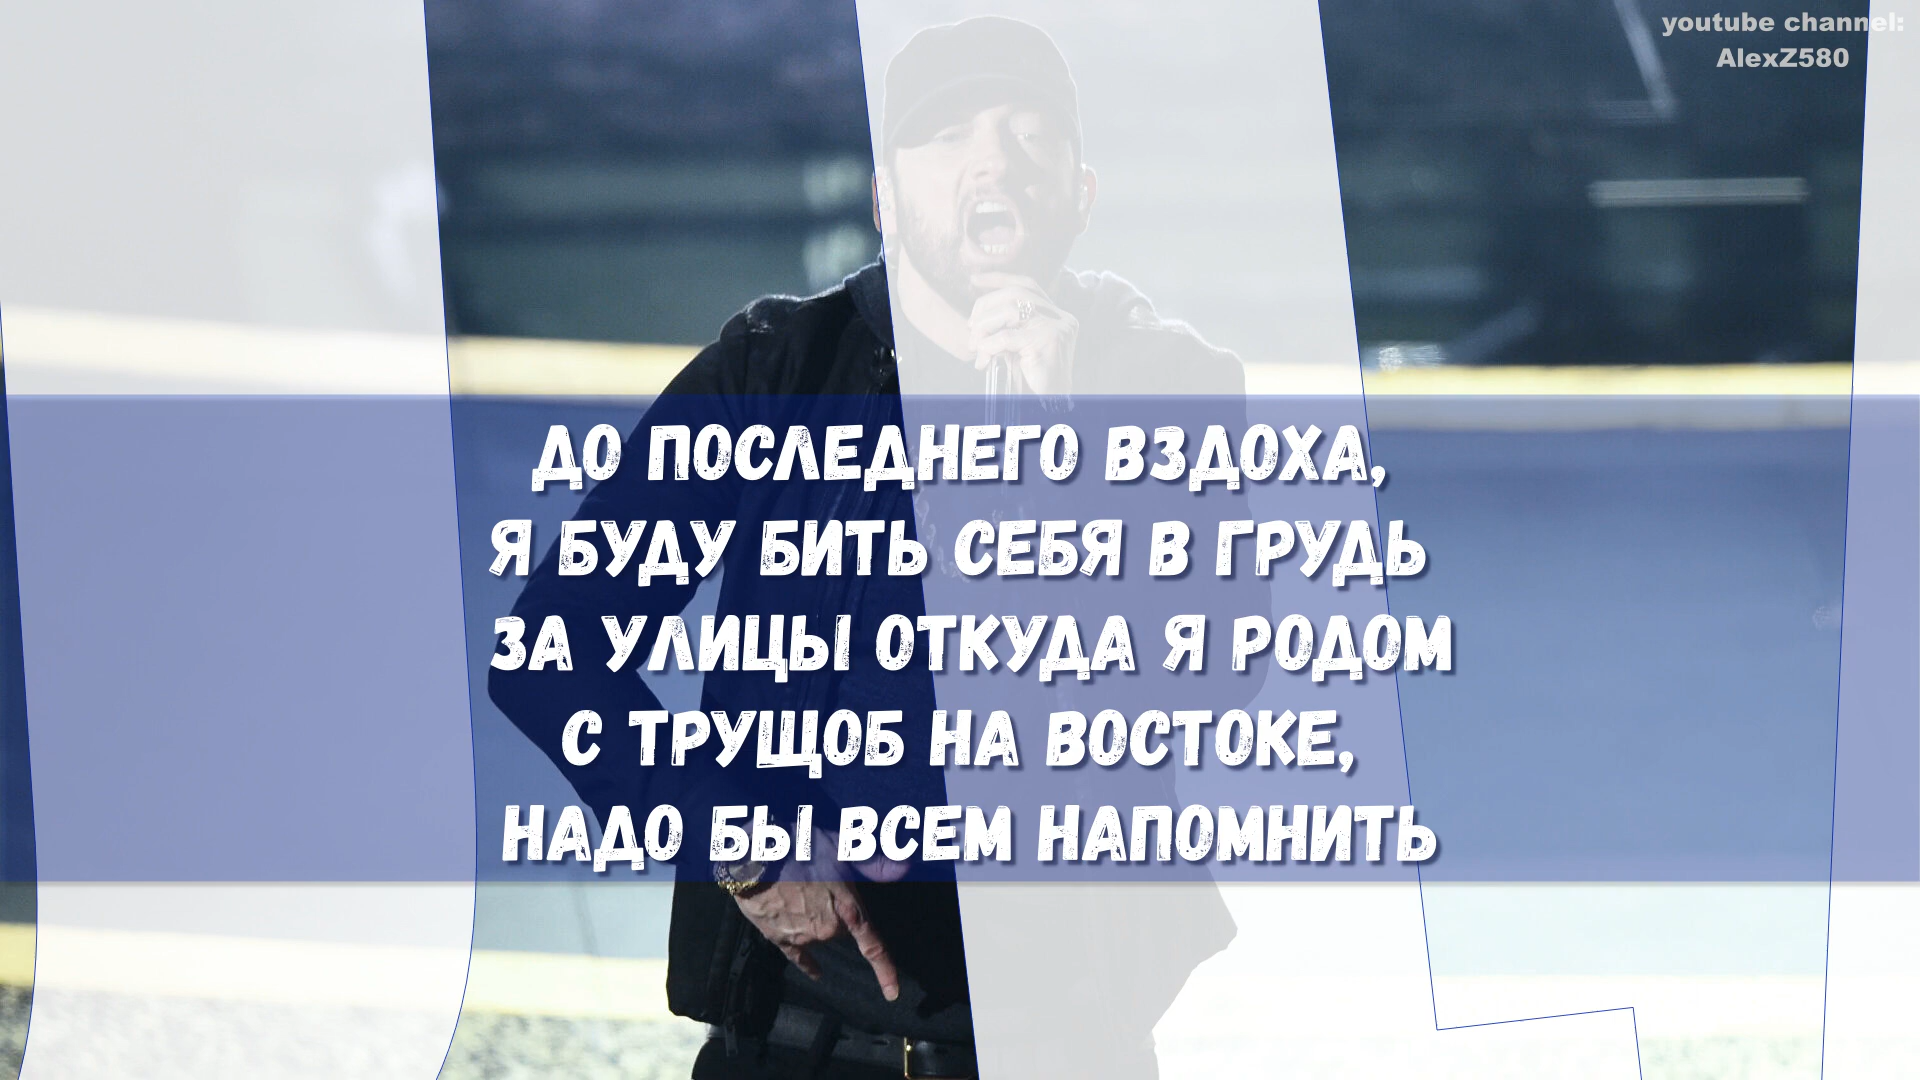 youtube channel:
AlexZ580
ДО ПОСЛЕДНЕГО ВЗДОХА,
Я БУДУ БИТЬ СЕБЯ В ГРУДЬ
ЗА УЛИЦЫ ОТКУДА Я РОДОМ
С ТРУЩОБ НА ВОСТОКЕ,
НАДО БЫ ВСЕМ НАПОМНИТЬ